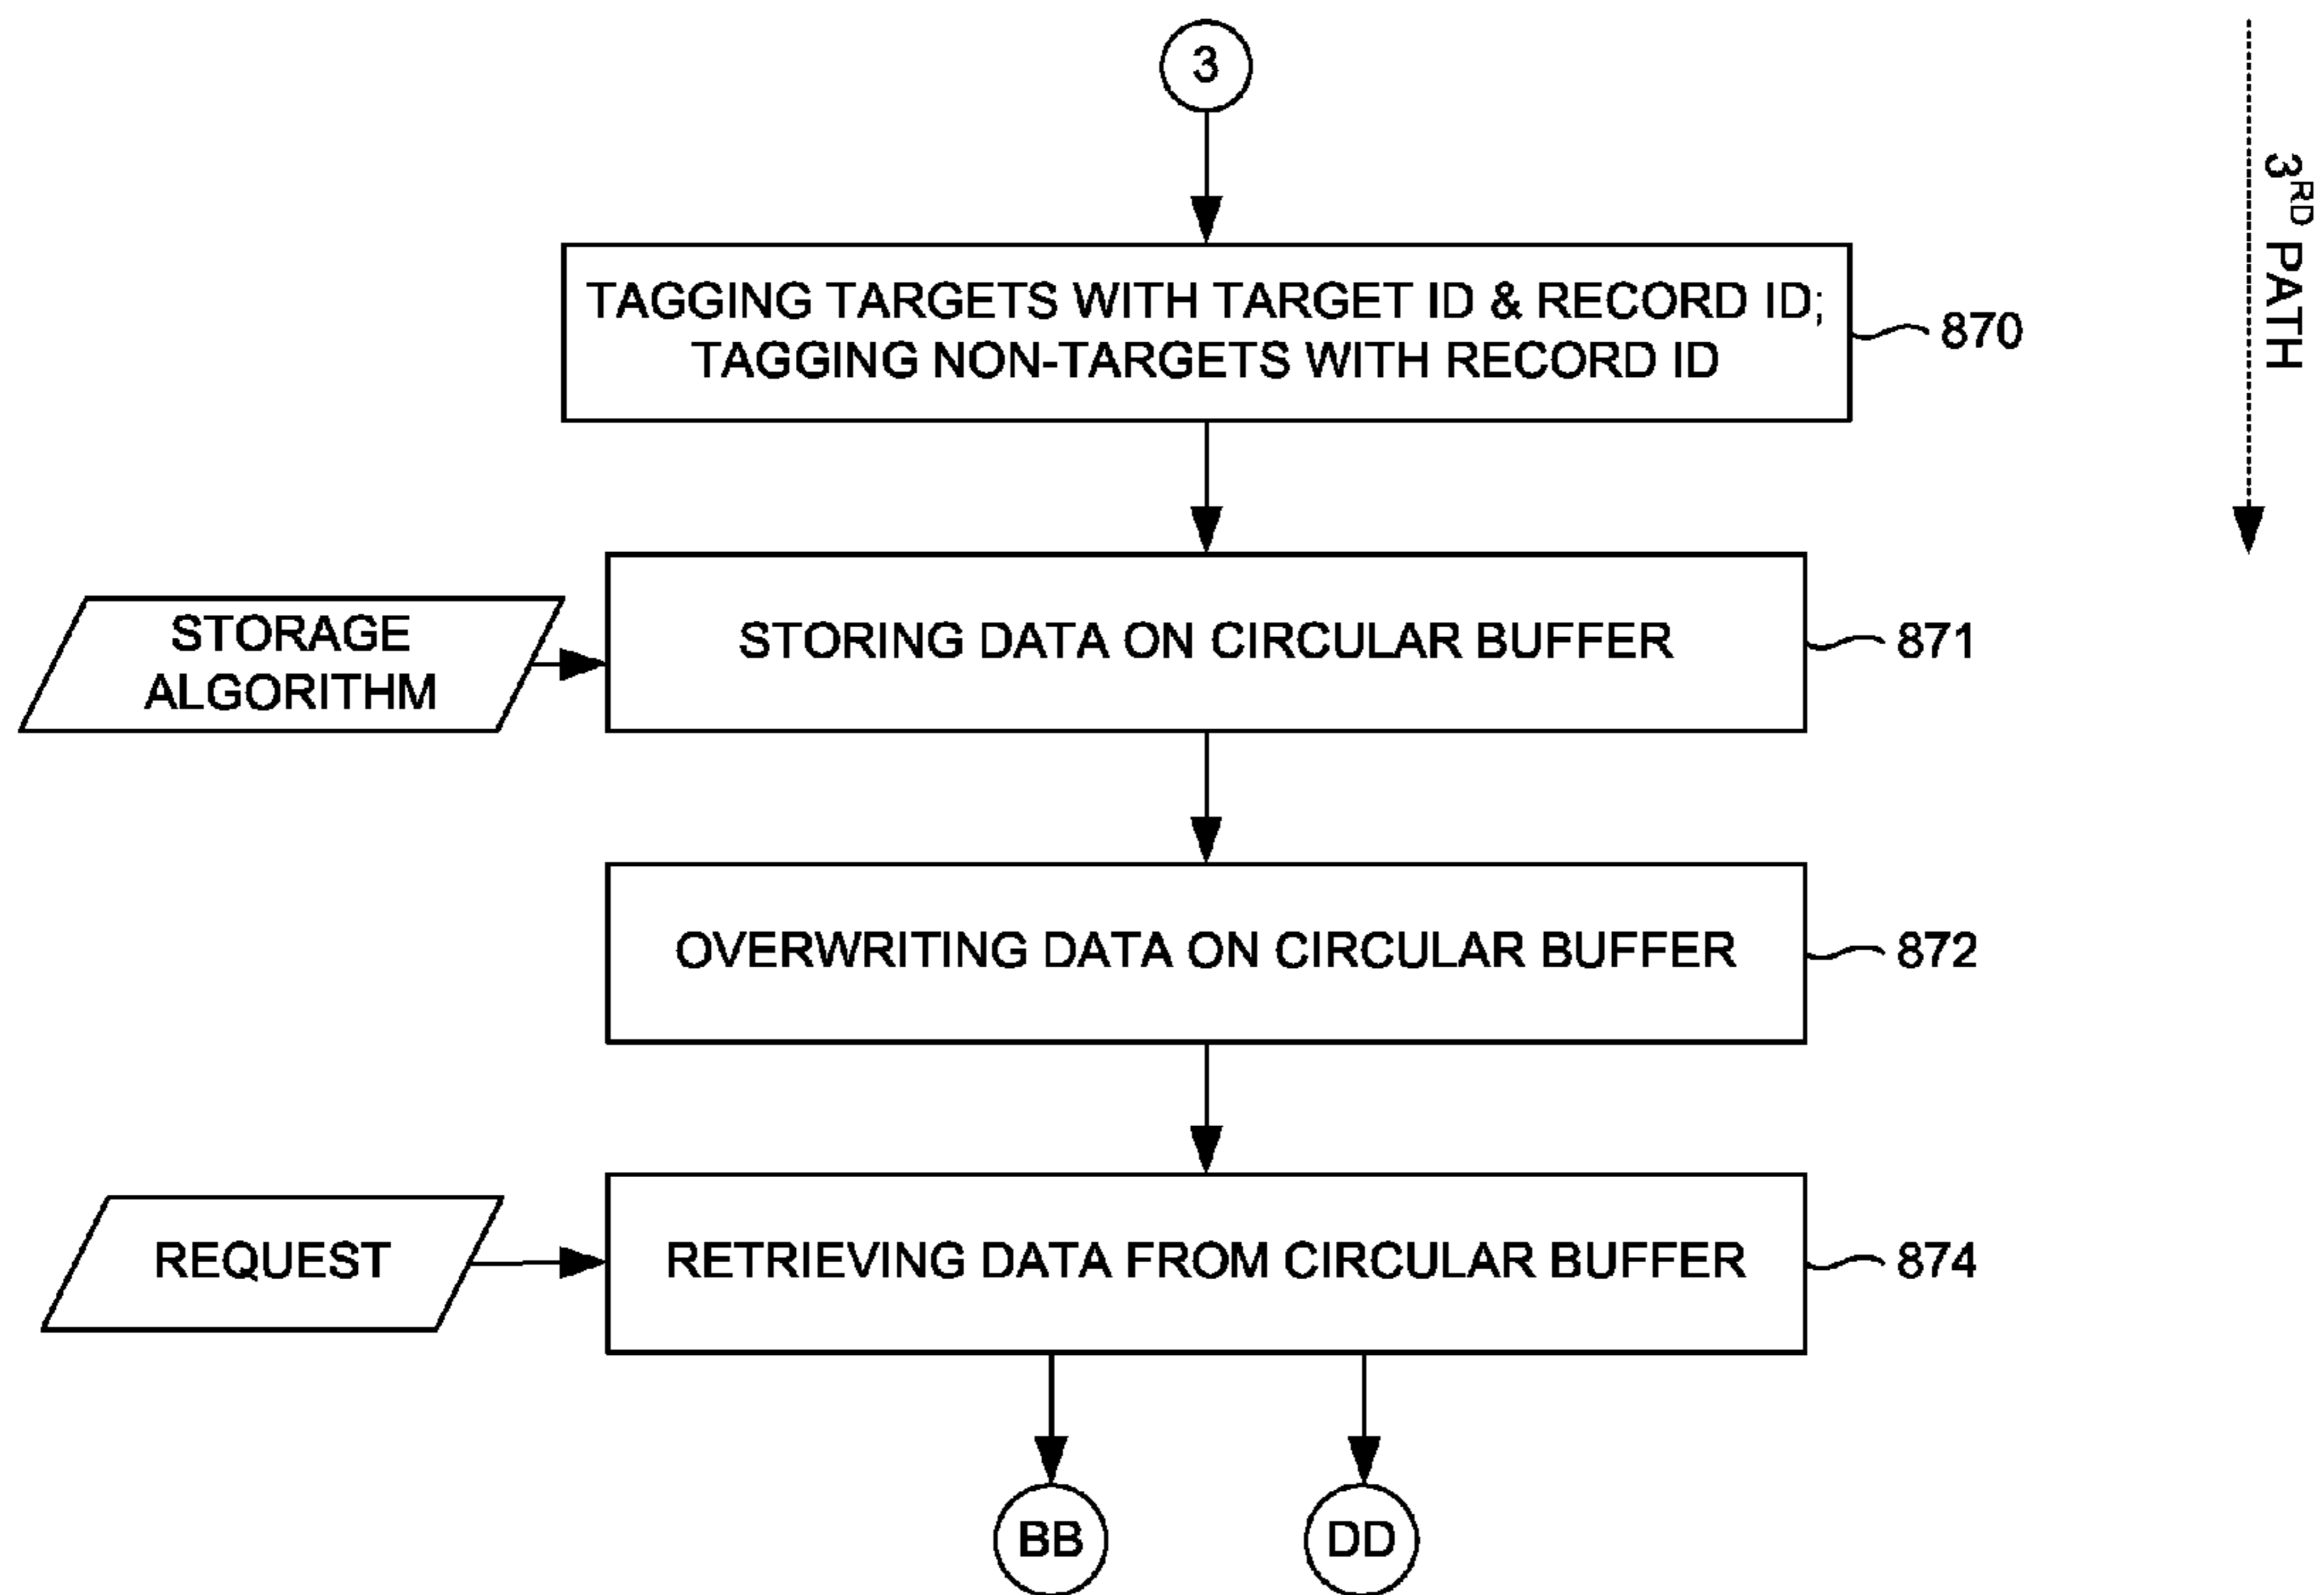 3
3RD PATH
TAGGING TARGETS WITH TARGET ID & RECORD ID;
TAGGING NON-TARGETS WITH RECORD ID
870
STORAGE
ALGORITHM
STORING DATA ON CIRCULAR BUFFER
871
OVERWRITING DATA ON CIRCULAR BUFFER
872
REQUEST
RETRIEVING DATA FROM CIRCULAR BUFFER
874
BB
DD